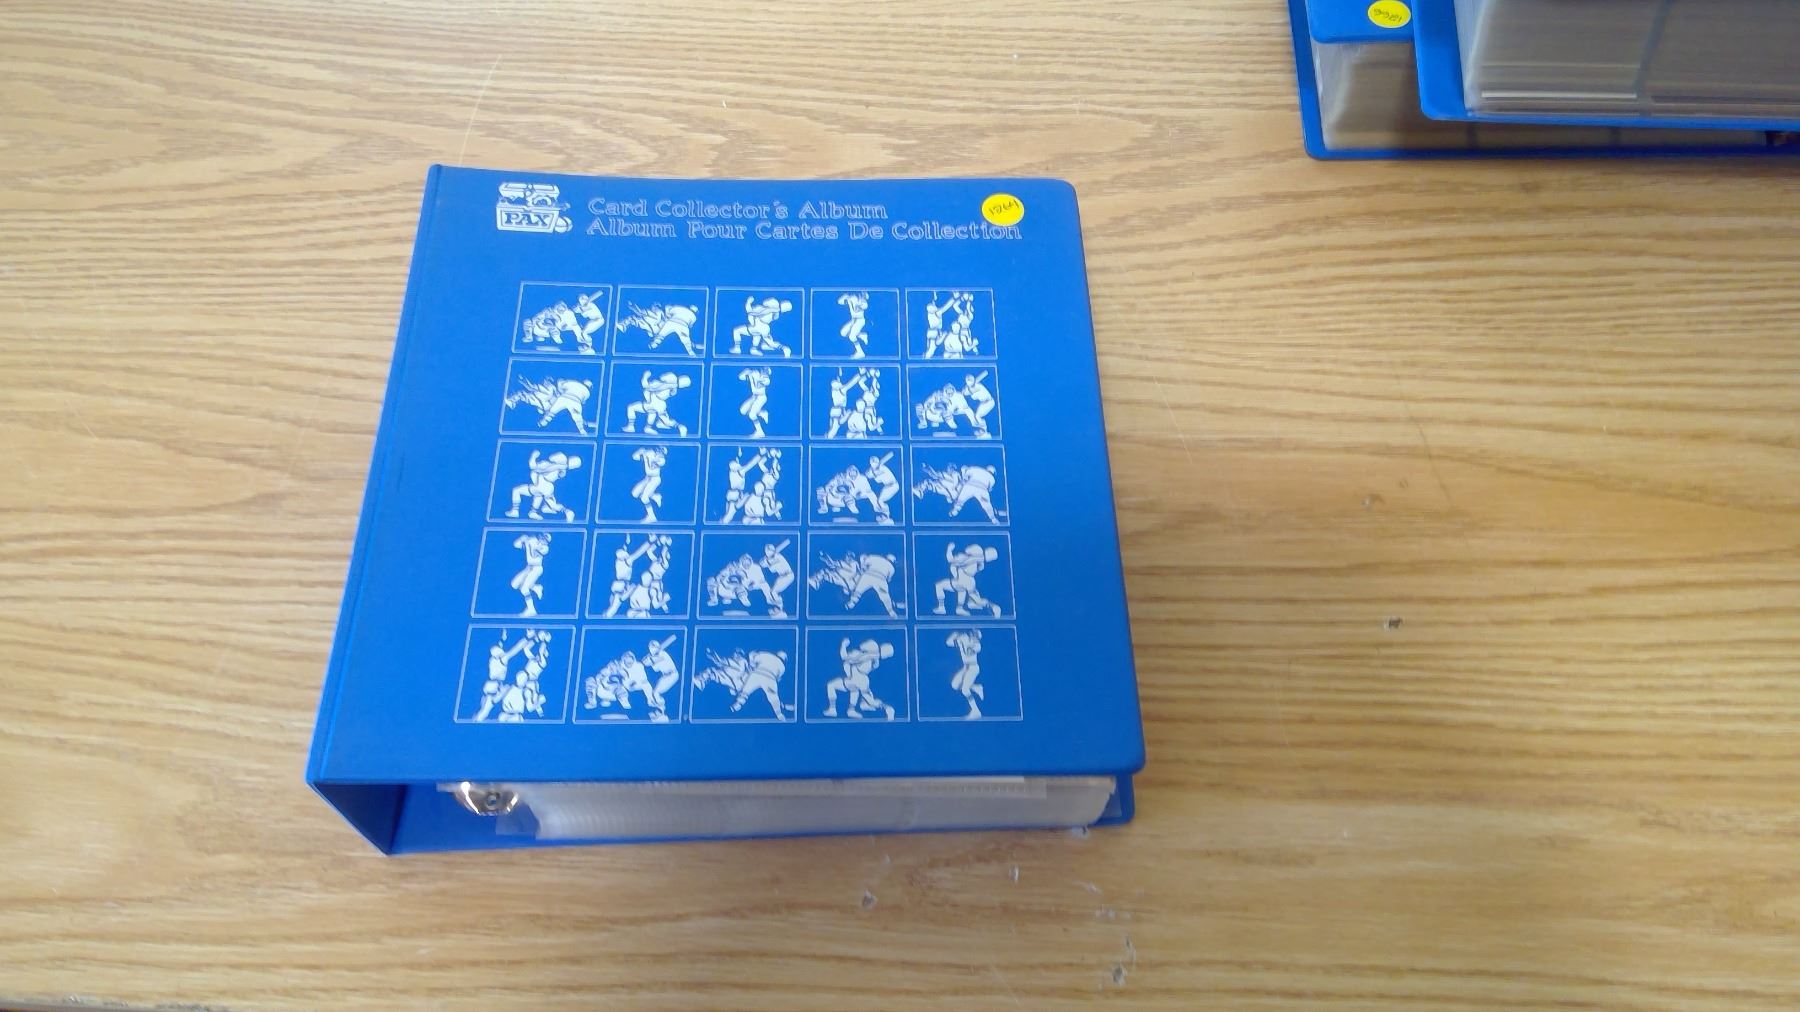 PAX
Card Collector's Album
Album Pour Cartes De Collection